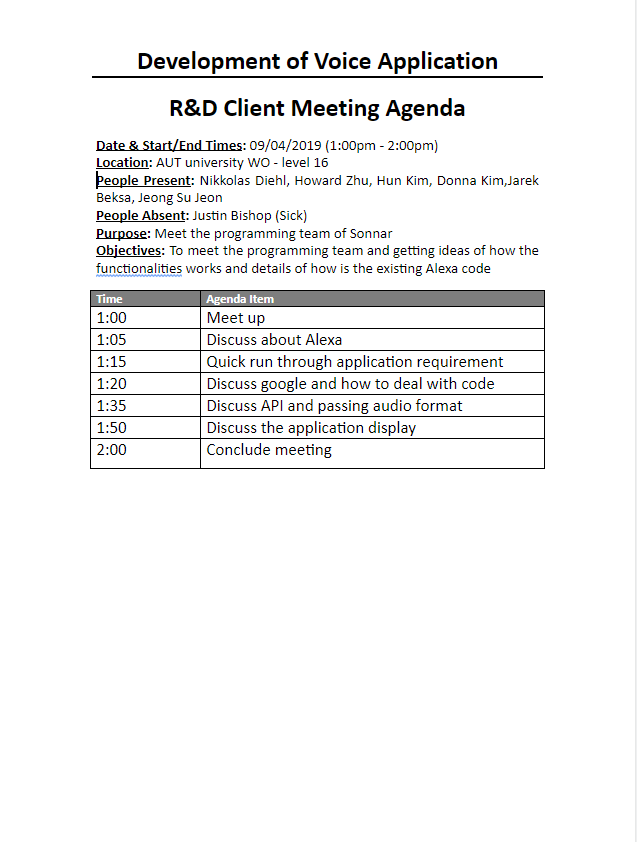 Development of Voice Application
R&D Client Meeting Agenda
Date & Start/End Times: 09/04/2019 (1:00pm - 2:00pm)
Location: AUT university WO - level 16
People Present: Nikkolas Diehl, Howard Zhu, Hun Kim, Donna Kim,Jarek
Beksa, Jeong Su Jeon
People Absent: Justin Bishop (Sick)
Purpose: Meet the programming team of Sonnar
Objectives: To meet the programming team and getting ideas of how the
functionalities works and details of how is the existing Alexa code
Time Agenda Item
1:00 Meet up
1:05 Discuss about Alexa
1:15 Quick run through application requirement
1:20 Discuss google and how to deal with code
1:35 Discuss API and passing audio format
1:50 Discuss the application display
2:00 Conclude meeting